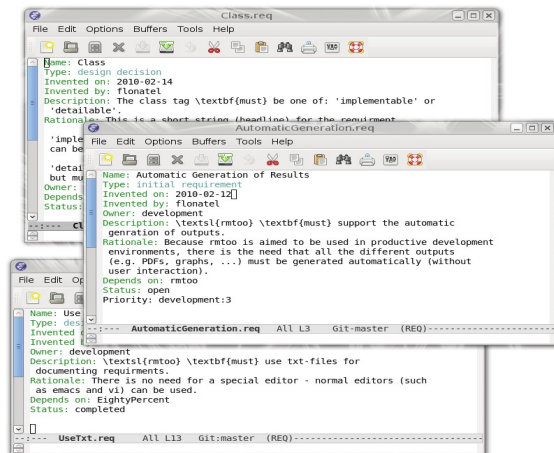 Class.req
File Edit Options Buffers Tools Help
Name: Class
Type: design decision
Invented on: 2010-02-14
Invented by: flonatel
Description: The class tag \textbf{must} be one of: 'implementable' or
'detailable'.
Rationale: This is a short string (headline) for the requirment
'imple
can be
'detai
but mu
Owner:
Depends
Status:
--:--- Cl
AutomaticGeneration.req
File Edit Options Buffers Tools Help
Name: Automatic Generation of Results
Type: initial requirement
Invented on: 2010-02-12
Invented by: flonatel
Owner: development
Description: \textsl{rmtoo} \textbf{must} support the automatic
genration of outputs.
Rationale: Because rmtoo is aimed to be used in productive development
environments, there is the need that all the different outputs
(e.g. PDFs, graphs, ...) must be generated automatically (without
user interaction).
Depends on: rmtoo
Status: open
Priority: development:3
--:--- AutomaticGeneration.req All L3 Git-master (REQ)-----------------------
File Edit Op
Name: Use
Type: des
Invented o
Invented b
Owner: development
Description: \textsl{rmtoo} \textbf{must} use txt-files for
documenting requirments.
Rationale: There is no need for a special editor - normal editors (such
as emacs and vi) can be used.
Depends on: EightyPercent
Status: completed
--:--- UseTxt.req All L13 Git:master (REQ)--------------------------------